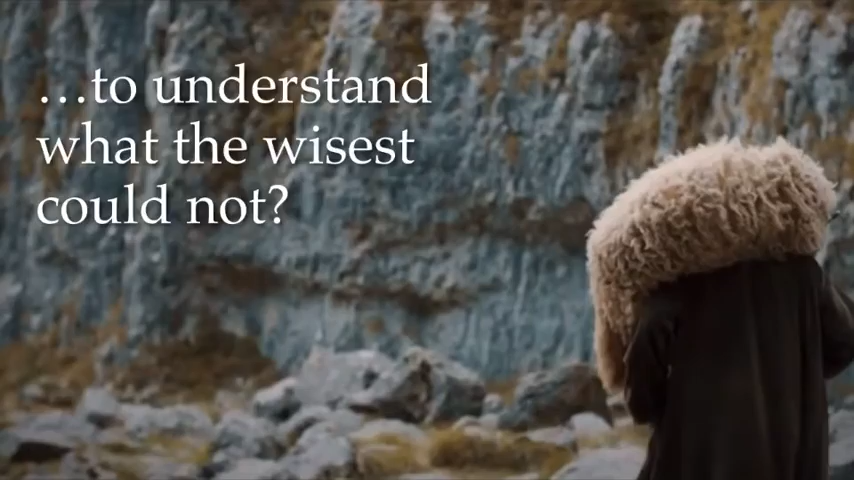 …to understand
what the wisest
could not?